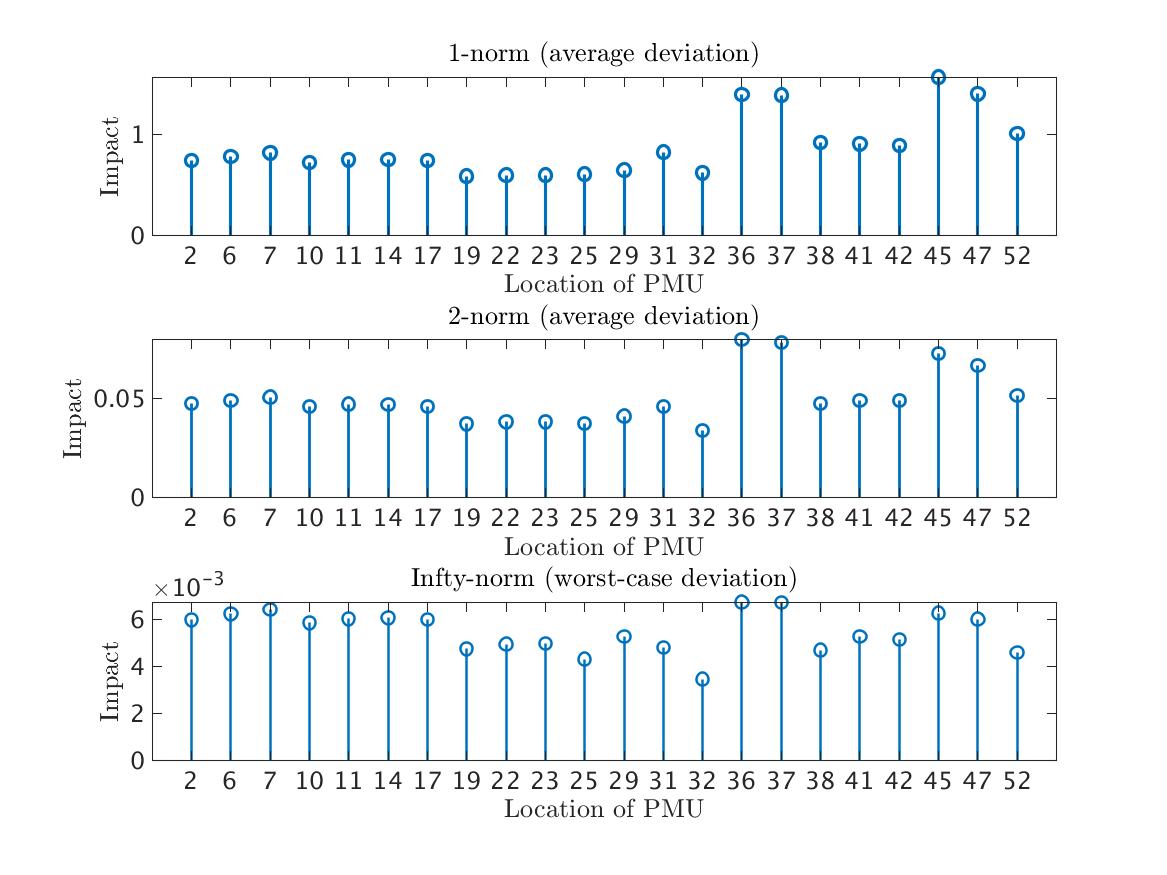 1-norm (average deviation)
Impact
1
0
2 6 7 10 11 14 17 19 22 23 25 29 31 32 36 37 38 41 42 45 47 52
Location of PMU
2-norm (average deviation)
Impact
0.05
0
2 6 7 10 11 14 17 19 22 23 25 29 31 32 36 37 38 41 42 45 47 52
Location of PMU
Infty-norm (worst-case deviation)
×10⁻³
Impact
6
4
2
0
2 6 7 10 11 14 17 19 22 23 25 29 31 32 36 37 38 41 42 45 47 52
Location of PMU